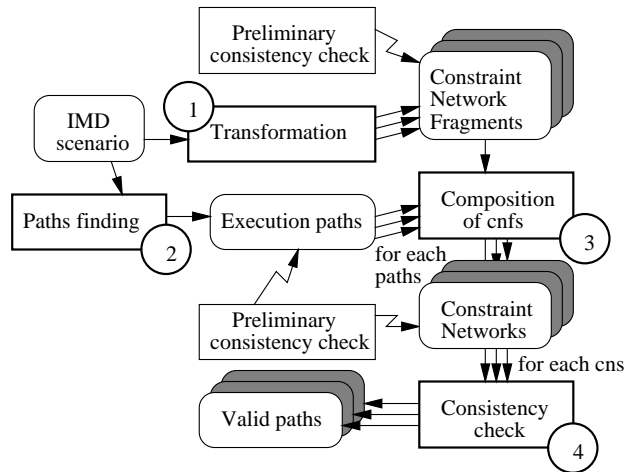 Preliminary
consistency check
Constraint
Network
Fragments
1
Transformation
IMD
scenario
Paths finding
2
Execution paths
Composition
of cnfs
3
for each
paths
Preliminary
consistency check
Constraint
Networks
for each cns
Consistency
check
4
Valid paths